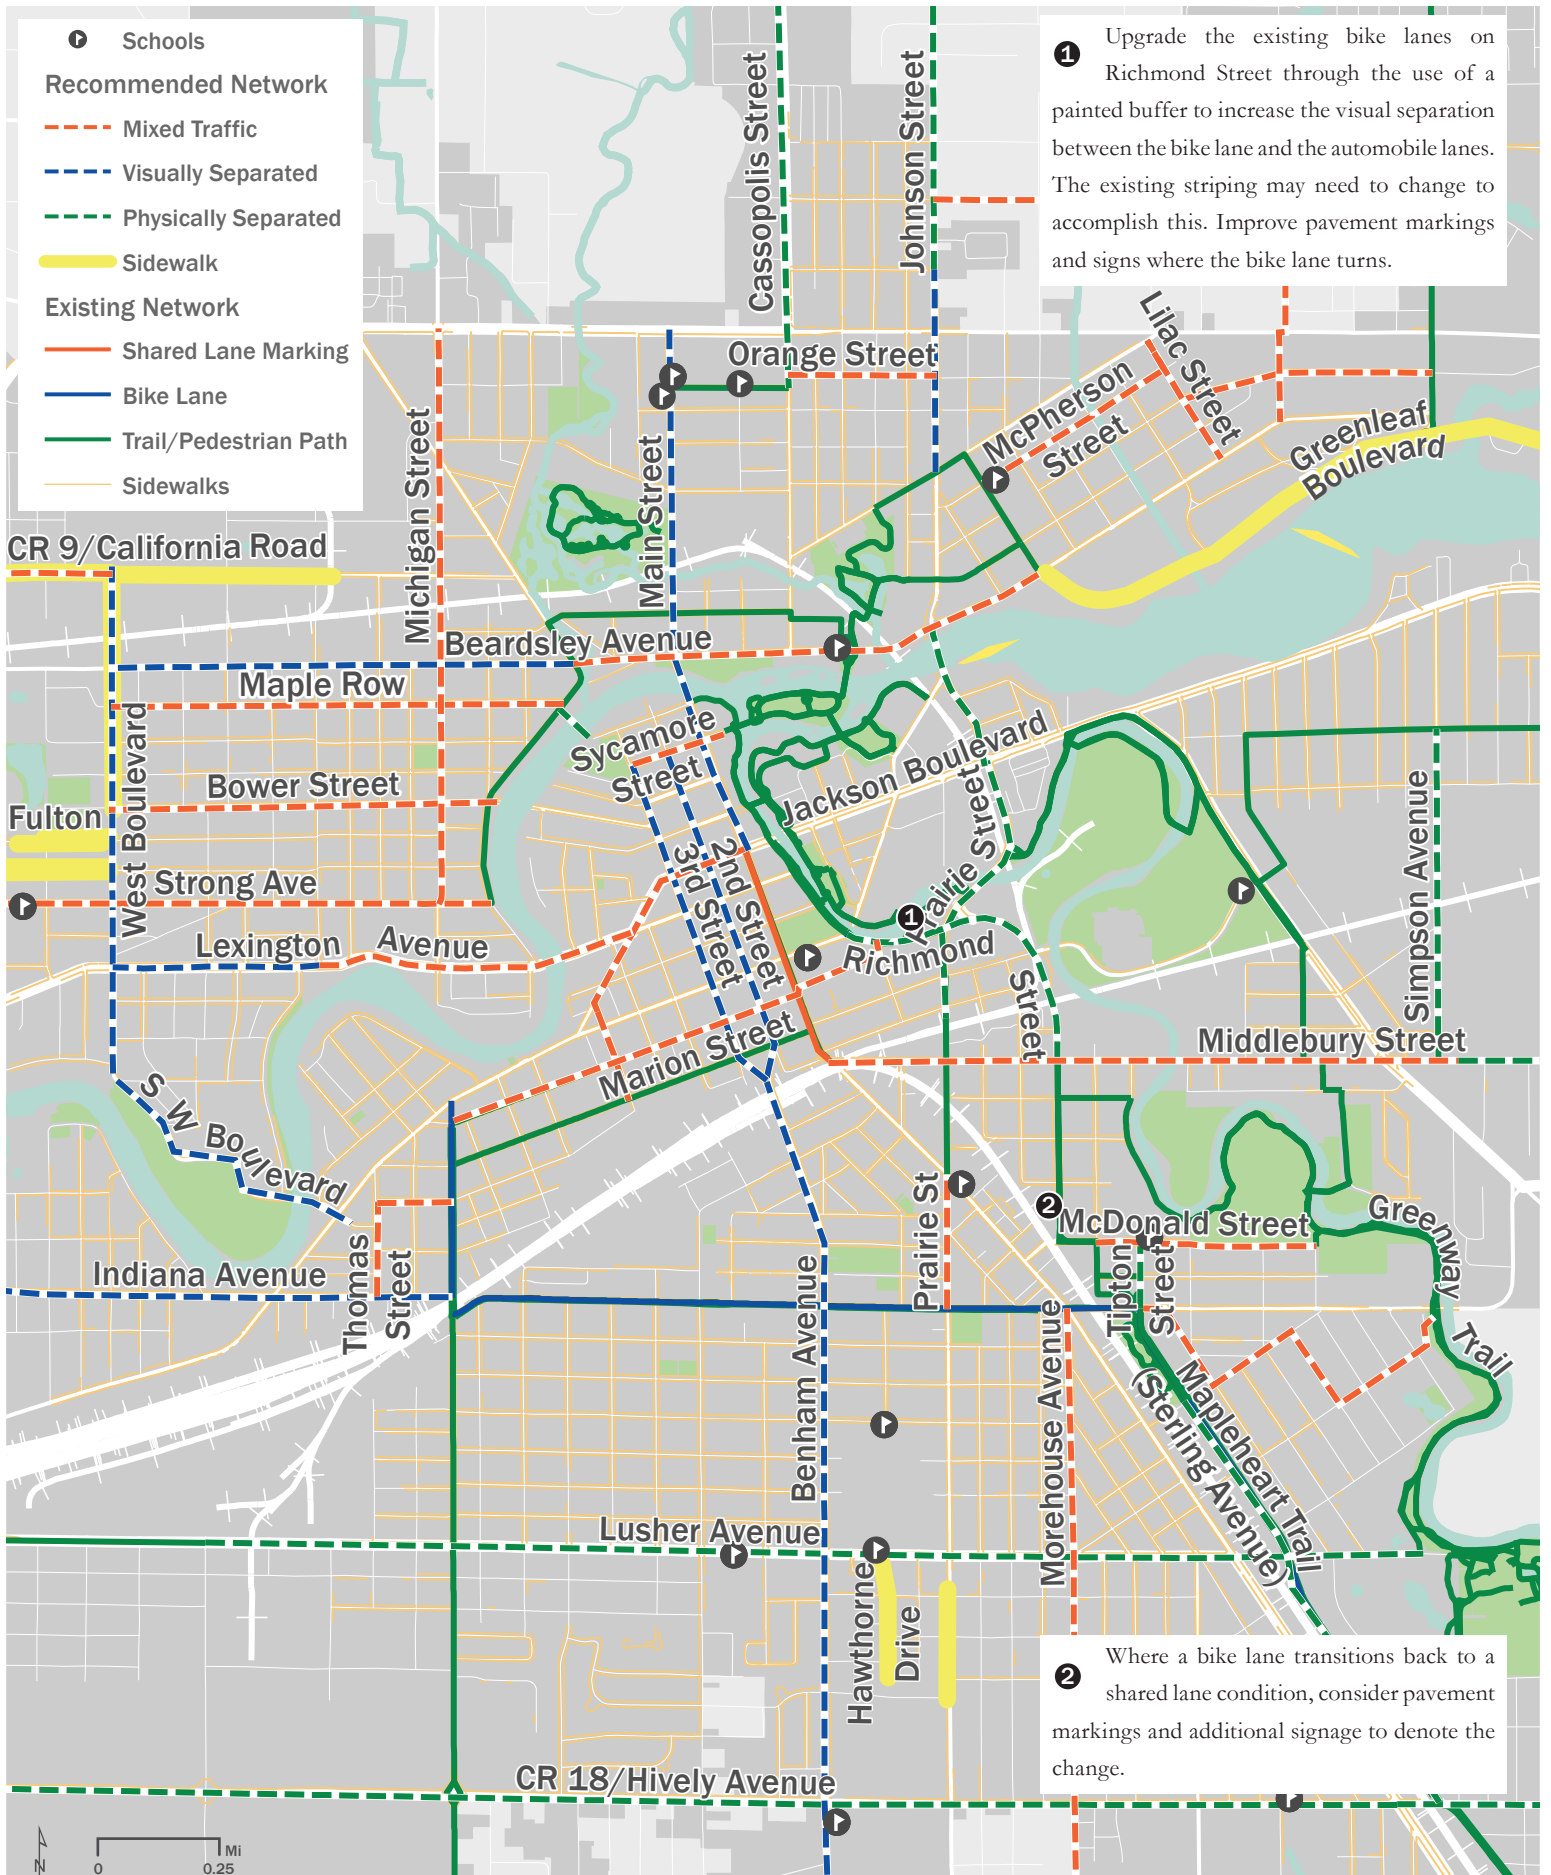 Schools
Recommended Network
Mixed Traffic
Visually Separated
Physically Separated
Sidewalk
Existing Network
Shared Lane Marking
Bike Lane
Trail/Pedestrian Path
Sidewalks
1 Upgrade the existing bike lanes on
Richmond Street through the use of a
painted buffer to increase the visual separation
between the bike lane and the automobile lanes.
The existing striping may need to change to
accomplish this. Improve pavement markings
and signs where the bike lane turns.
Cassopolis Street
Johnson Street
Orange Street
Lilac Street
McPherson
Street
Greenleaf
Boulevard
Michigan Street
Main Street
CR 9/California Road
Beardsley Avenue
Maple Row
West Boulevard
Sycamore
Street
Jackson Boulevard
Bower Street
Fulton
Strong Ave
3rd Street
2nd Street
Prairie Street
1
Simpson Avenue
Lexington Avenue
Richmond
Street
Middlebury Street
Marion Street
S W Boulevard
Prairie St
2
McDonald Street
Greenway
Trail
Indiana Avenue
Thomas
Street
Tipton
Street
Benham Avenue
Morehouse Avenue
Mapleheart Trail
(Sterling Avenue)
Lusher Avenue
Hawthorne
Drive
2 Where a bike lane transitions back to a
shared lane condition, consider pavement
markings and additional signage to denote the
change.
CR 18/Hively Avenue
N
Mi
0 0.25